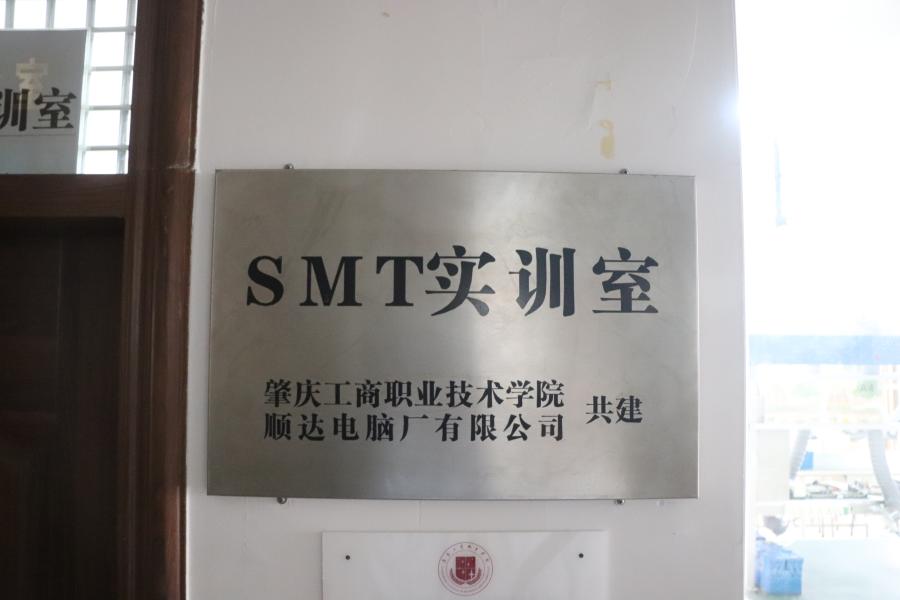 室
训室
SMT实训室
肇庆工商职业技术学院
顺达电脑厂有限公司
共建